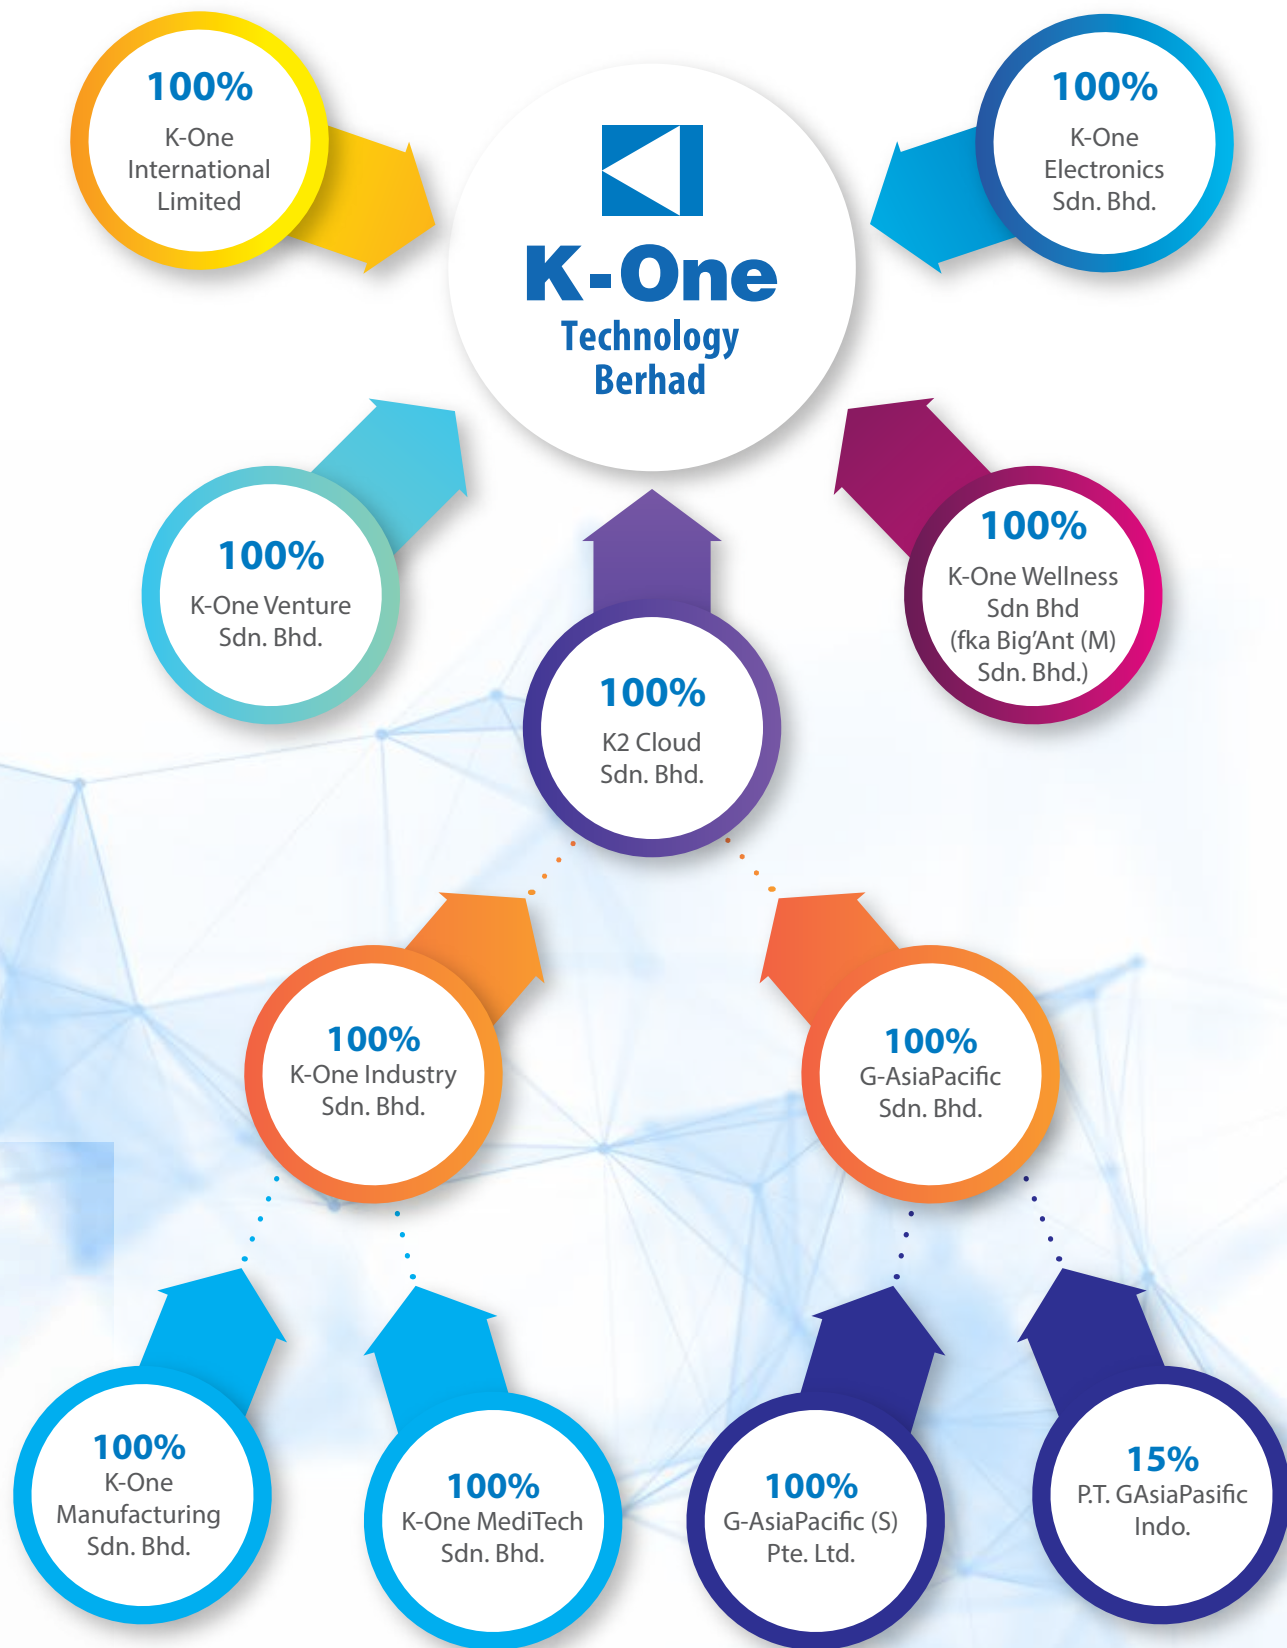 100%
K-One
International
Limited
100%
K-One
Electronics
Sdn. Bhd.
K-One
Technology
Berhad
100%
K-One Venture
Sdn. Bhd.
100%
K-One Wellness
Sdn Bhd
(fka Big'Ant (M)
Sdn. Bhd.)
100%
K2 Cloud
Sdn. Bhd.
100%
K-One Industry
Sdn. Bhd.
100%
G-AsiaPacific
Sdn. Bhd.
100%
K-One
Manufacturing
Sdn. Bhd.
100%
K-One MediTech
Sdn. Bhd.
100%
G-AsiaPacific (S)
Pte. Ltd.
15%
P.T. GAsiaPasific
Indo.